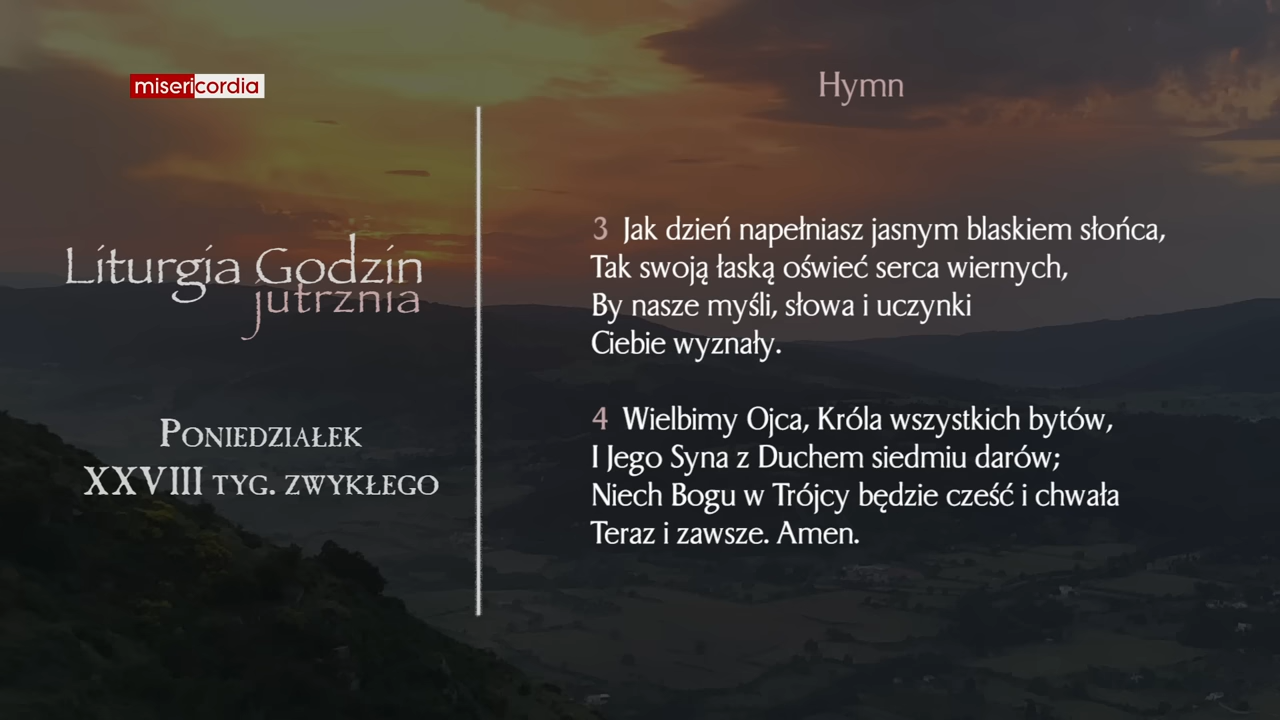 misericordia
Liturgia Godzin
jutrznia
Poniedziałek
XXVIII tyg. zwykłego
Hymn
3 Jak dzień napełniasz jasnym blaskiem słońca,
Tak swoją łaską oświeć serca wiernych,
By nasze myśli, słowa i uczynki
Ciebie wyznały.
4 Wielbimy Ojca, Króla wszystkich bytów,
I Jego Syna z Duchem siedmiu darów;
Niech Bogu w Trójcy będzie cześć i chwała
Teraz i zawsze. Amen.